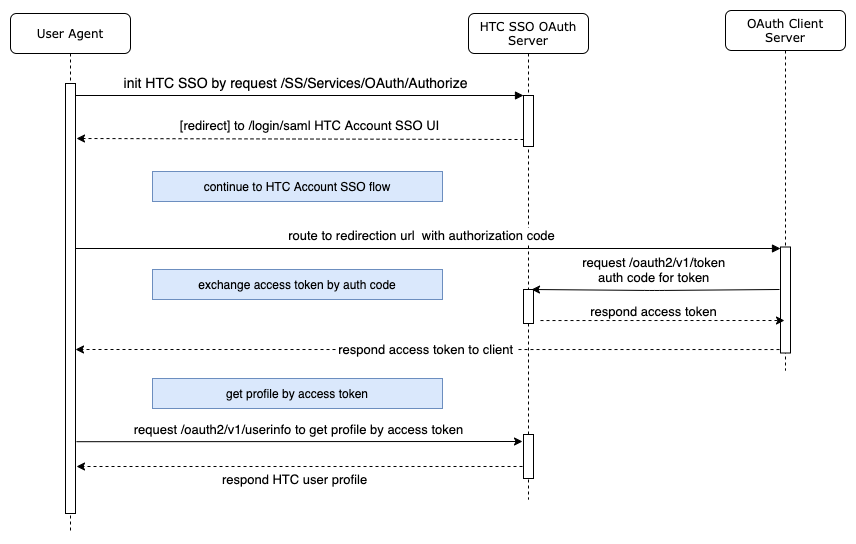 User Agent
HTC SSO OAuth
Server
OAuth Client
Server
init HTC SSO by request /SS/Services/OAuth/Authorize
[redirect] to /login/saml HTC Account SSO UI
continue to HTC Account SSO flow
route to redirection url  with authorization code
request /oauth2/v1/token
auth code for token
exchange access token by auth code
respond access token
respond access token to client
get profile by access token
request /oauth2/v1/userinfo to get profile by access token
respond HTC user profile